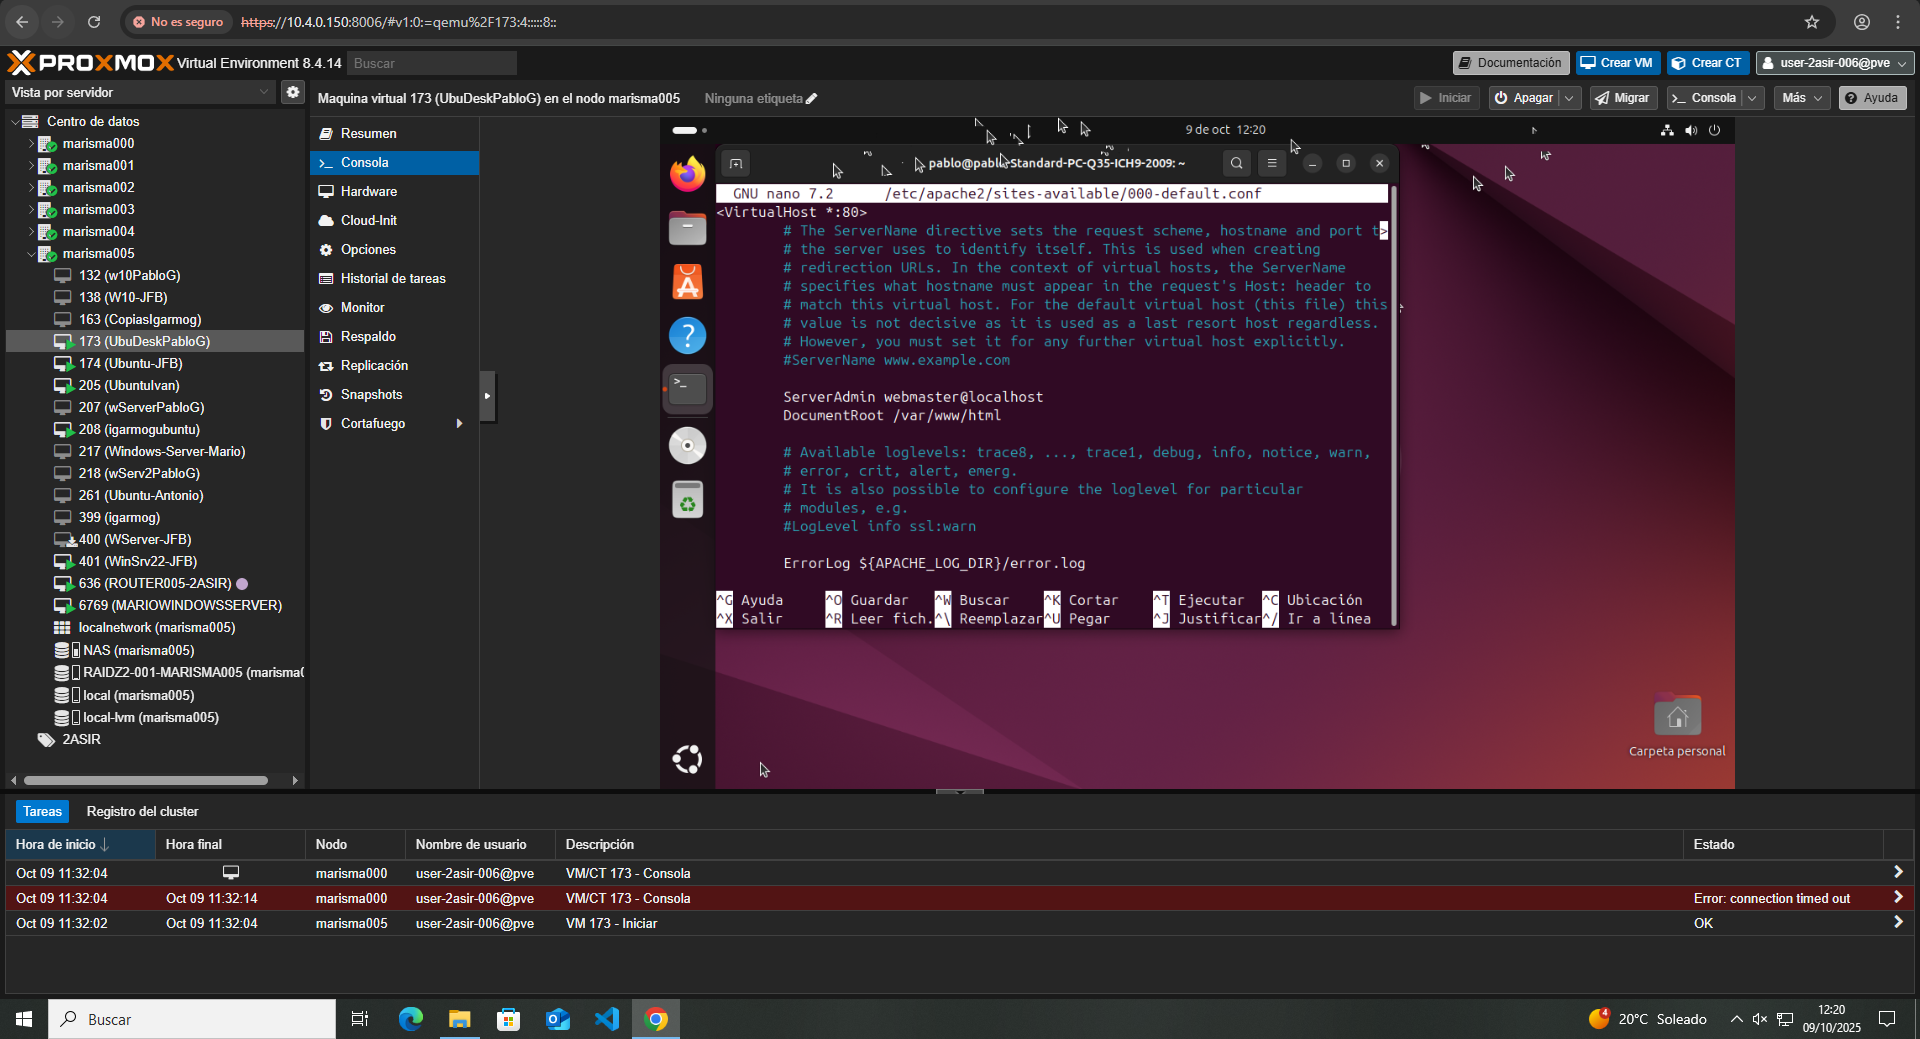 No es seguro
https://10.4.0.150:8006/#v1:0:=qemu%2F173:4:::::8::
PROXMOX Virtual Environment 8.4.14
Buscar
Documentación
Crear VM
Crear CT
user-2asir-006@pve
Vista por servidor
Maquina virtual 173 (UbuDeskPabloG) en el nodo marisma005
Ninguna etiqueta
Iniciar
Apagar
Migrar
Consola
Más
Ayuda
Centro de datos
marisma000
marisma001
marisma002
marisma003
marisma004
marisma005
132 (w10PabloG)
138 (W10-JFB)
163 (CopiasIgarmog)
173 (UbuDeskPabloG)
174 (Ubuntu-JFB)
205 (UbuntuIvan)
207 (wServerPabloG)
208 (igarmogubuntu)
217 (Windows-Server-Mario)
218 (wServ2PabloG)
261 (Ubuntu-Antonio)
399 (igarmog)
400 (WServer-JFB)
401 (WinSrv22-JFB)
636 (ROUTER005-2ASIR)
6769 (MARIOWINDOWSSERVER)
localnetwork (marisma005)
NAS (marisma005)
RAIDZ2-001-MARISMA005 (marisma0
local (marisma005)
local-lvm (marisma005)
2ASIR
Resumen
Consola
Hardware
Cloud-Init
Opciones
Historial de tareas
Monitor
Respaldo
Replicación
Snapshots
Cortafuego
9 de oct 12:20
pablo@pablo-Standard-PC-Q35-ICH9-2009: ~
GNU nano 7.2 /etc/apache2/sites-available/000-default.conf
<VirtualHost *:80>
# The ServerName directive sets the request scheme, hostname and port t>
# the server uses to identify itself. This is used when creating
# redirection URLs. In the context of virtual hosts, the ServerName
# specifies what hostname must appear in the request's Host: header to
# match this virtual host. For the default virtual host (this file) this
# value is not decisive as it is used as a last resort host regardless.
# However, you must set it for any further virtual host explicitly.
#ServerName www.example.com
ServerAdmin webmaster@localhost
DocumentRoot /var/www/html
# Available loglevels: trace8, ..., trace1, debug, info, notice, warn,
# error, crit, alert, emerg.
# It is also possible to configure the loglevel for particular
# modules, e.g.
#LogLevel info ssl:warn
ErrorLog ${APACHE_LOG_DIR}/error.log
^G Ayuda ^O Guardar ^W Buscar ^K Cortar ^T Ejecutar ^C Ubicación
^X Salir ^R Leer fich. ^\ Reemplazar ^U Pegar ^J Justificar ^/ Ir a línea
Carpeta personal
Tareas
Registro del cluster
Hora de inicio Hora final Nodo Nombre de usuario Descripción Estado
Oct 09 11:32:04 marisma000 user-2asir-006@pve VM/CT 173 - Consola
Oct 09 11:32:04 Oct 09 11:32:14 marisma000 user-2asir-006@pve VM/CT 173 - Consola Error: connection timed out
Oct 09 11:32:02 Oct 09 11:32:04 marisma005 user-2asir-006@pve VM 173 - Iniciar OK
Buscar
4
20°C Soleado
12:20
09/10/2025